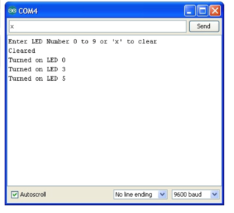 COM4
x
Send
Enter LED Number 0 to 9 or 'x' to clear
Cleared
Turned on LED 0
Turned on LED 3
Turned on LED 5
Autoscroll
No line ending
9600 baud